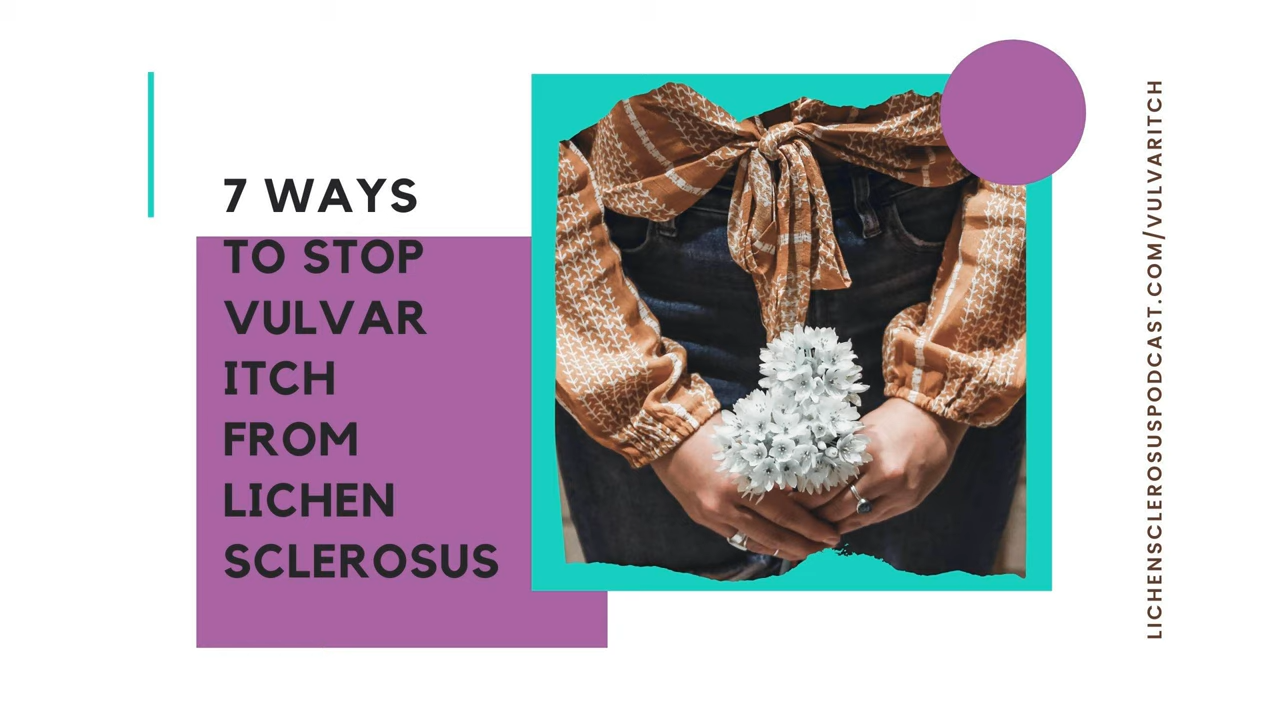 7 WAYS
TO STOP
VULVAR
ITCH
FROM
LICHEN
SCLEROSUS
LICHENSCLEROSUSPODCAST.COM/VULVARITCH